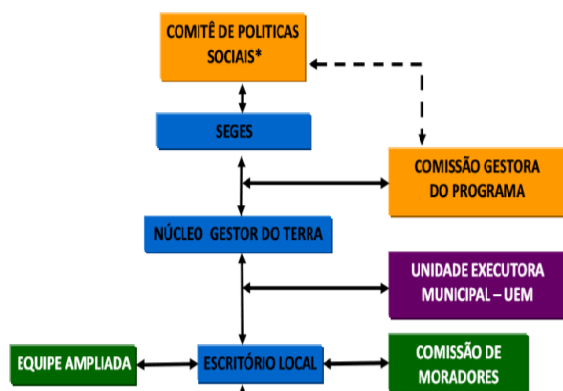 COMITÊ DE POLITICAS
SOCIAIS*
SEGES
COMISSÃO GESTORA
DO PROGRAMA
NÚCLEO GESTOR DO TERRA
UNIDADE EXECUTORA
MUNICIPAL – UEM
EQUIPE AMPLIADA
ESCRITÓRIO LOCAL
COMISSÃO DE
MORADORES